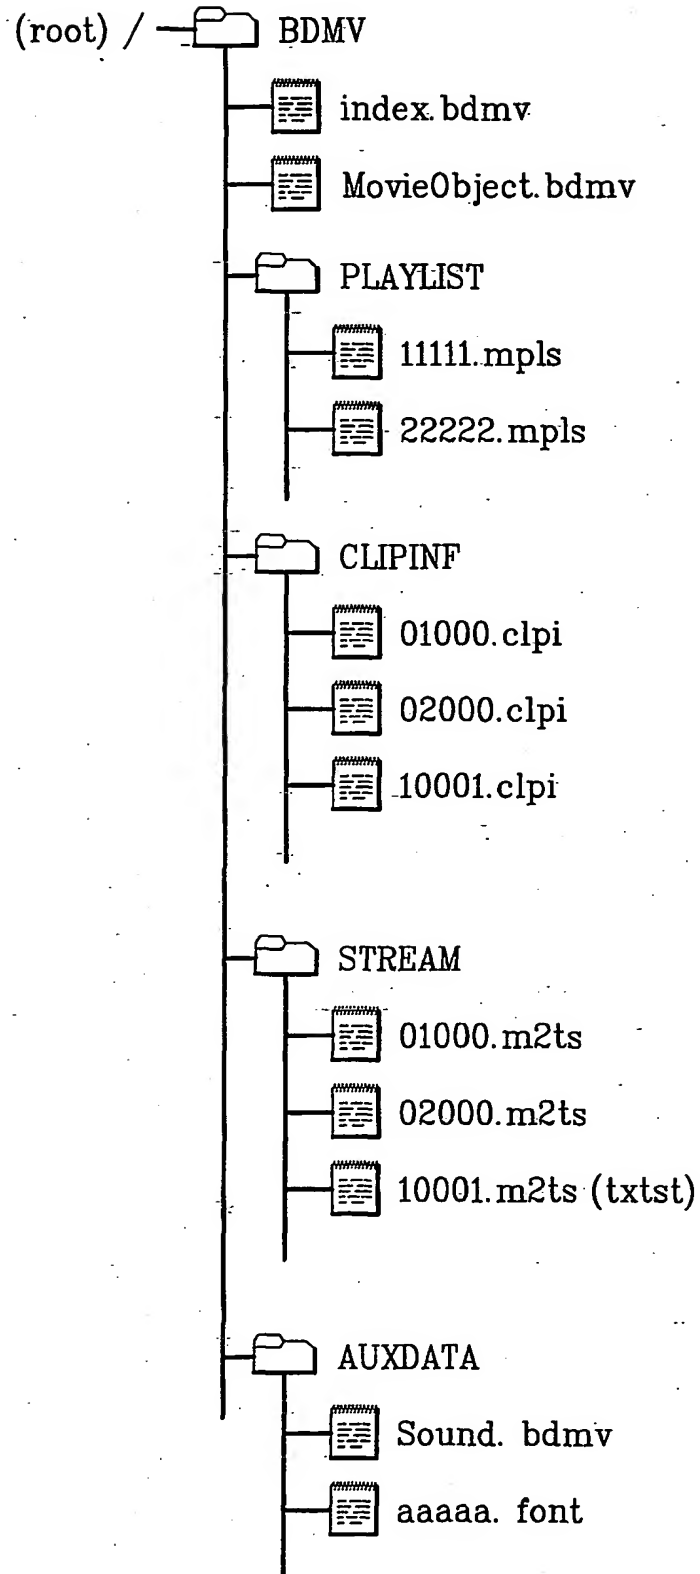 (root) / BDMV
index.bdmv
MovieObject.bdmv
PLAYLIST
11111.mpls
22222.mpls
CLIPINF
01000.clpi
02000.clpi
10001.clpi
STREAM
01000.m2ts
02000.m2ts
10001.m2ts (txtst)
AUXDATA
Sound. bdmv
aaaaa. font